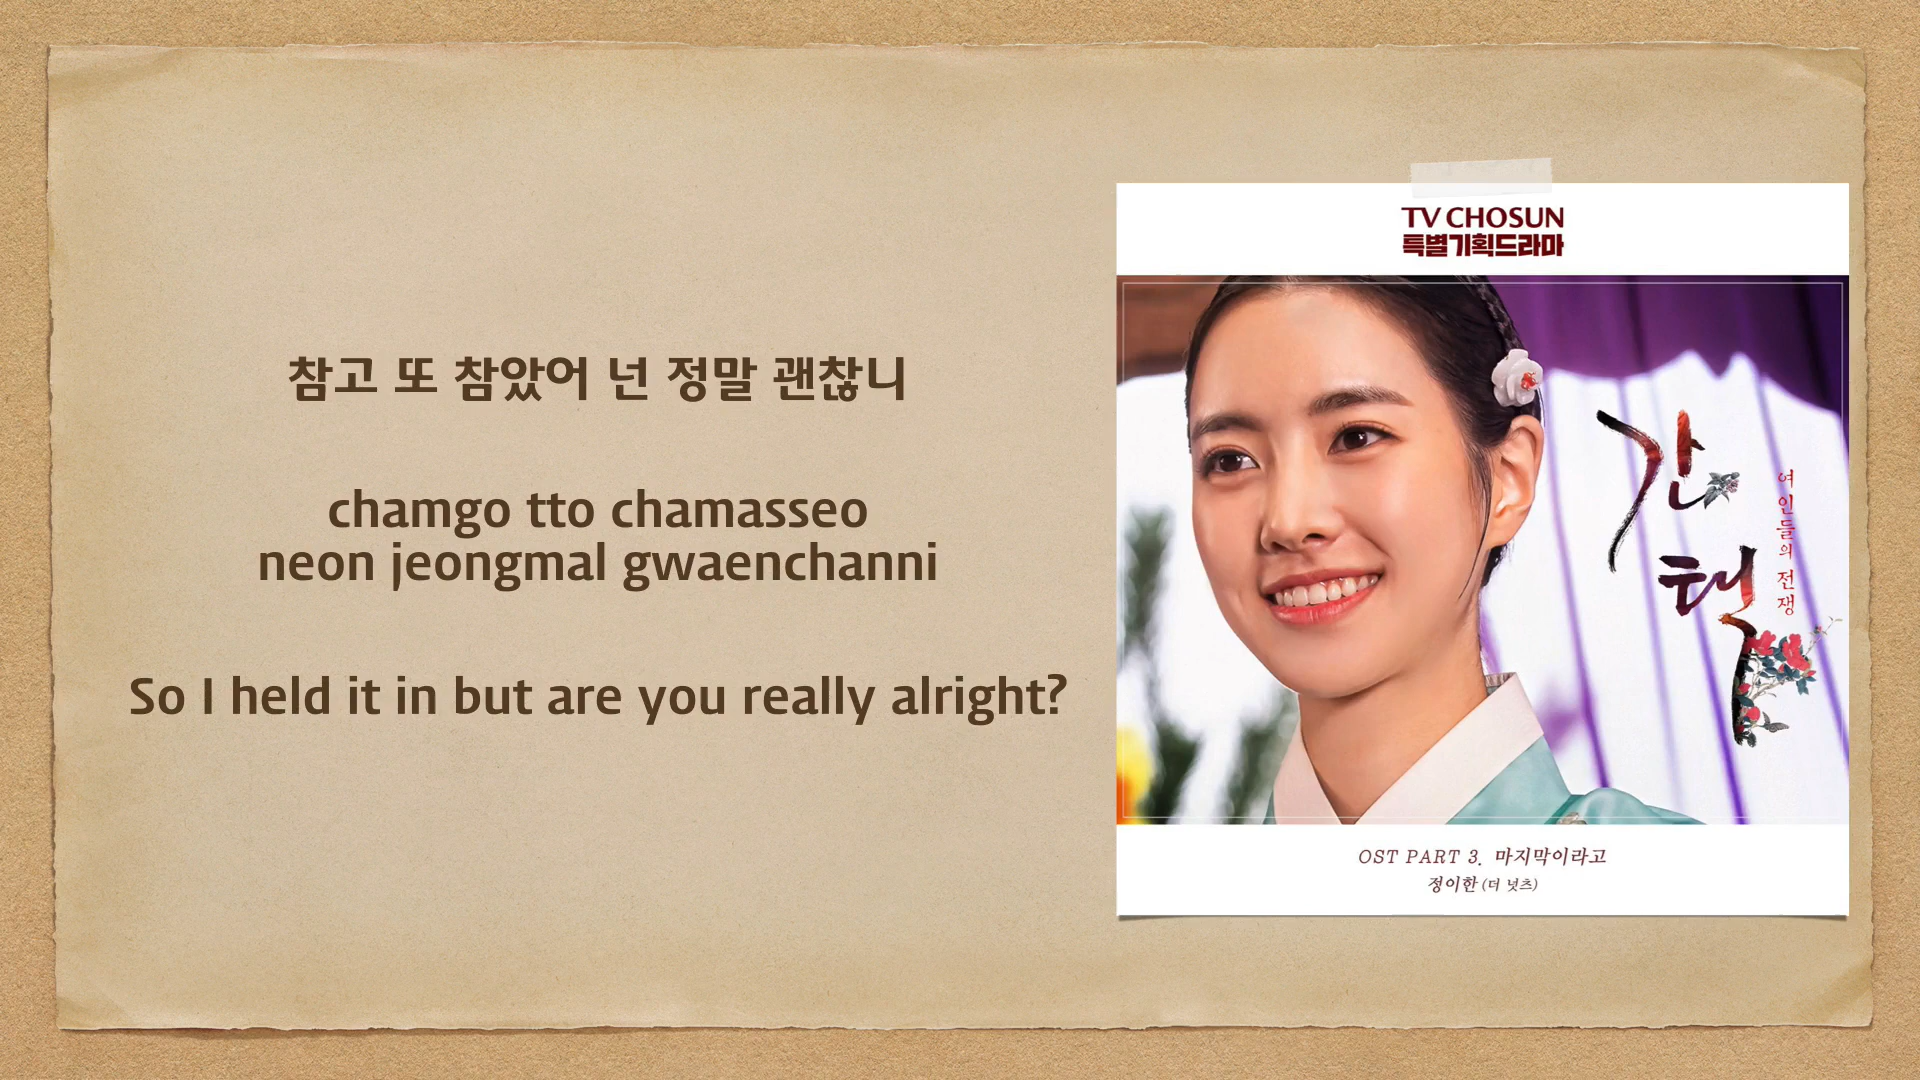 참고 또 참았어 넌 정말 괜찮니
chamgo tto chamasseo
neon jeongmal gwaenchanni
So I held it in but are you really alright?
TV CHOSUN
특별기획드라마
간택
여인들의 전쟁
OST PART 3. 마지막이라고
정이한 (더 넛츠)